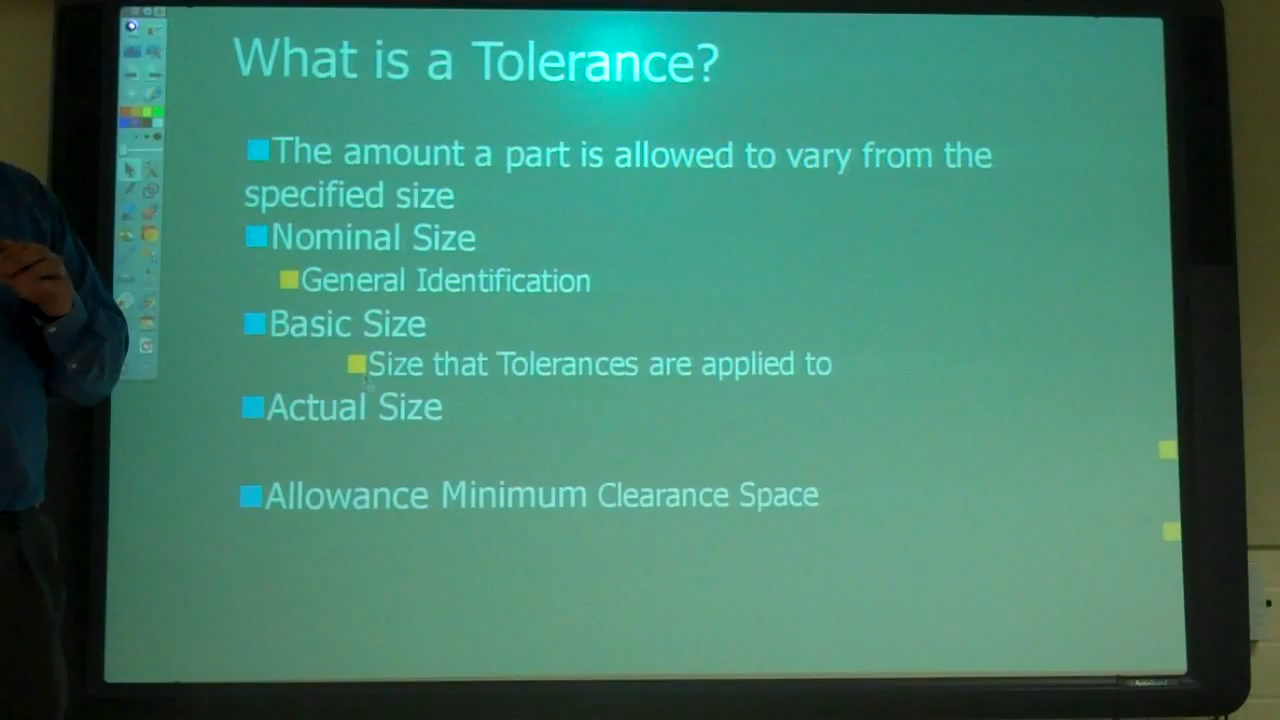 What is a Tolerance?
The amount a part is allowed to vary from the
specified size
Nominal Size
General Identification
Basic Size
Size that Tolerances are applied to
Actual Size
Allowance Minimum Clearance Space